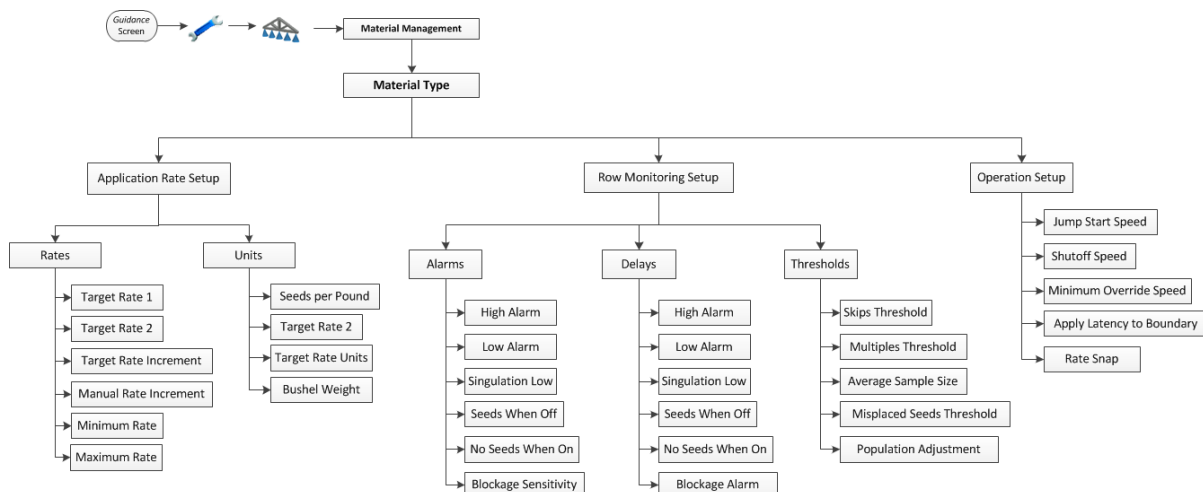 Guidance
Screen
Material Management
Material Type
Application Rate Setup
Row Monitoring Setup
Operation Setup
Rates
Target Rate 1
Target Rate 2
Target Rate Increment
Manual Rate Increment
Minimum Rate
Maximum Rate
Units
Seeds per Pound
Target Rate 2
Target Rate Units
Bushel Weight
Alarms
High Alarm
Low Alarm
Singulation Low
Seeds When Off
No Seeds When On
Blockage Sensitivity
Delays
High Alarm
Low Alarm
Singulation Low
Seeds When Off
No Seeds When On
Blockage Alarm
Thresholds
Skips Threshold
Multiples Threshold
Average Sample Size
Misplaced Seeds Threshold
Population Adjustment
Jump Start Speed
Shutoff Speed
Minimum Override Speed
Apply Latency to Boundary
Rate Snap